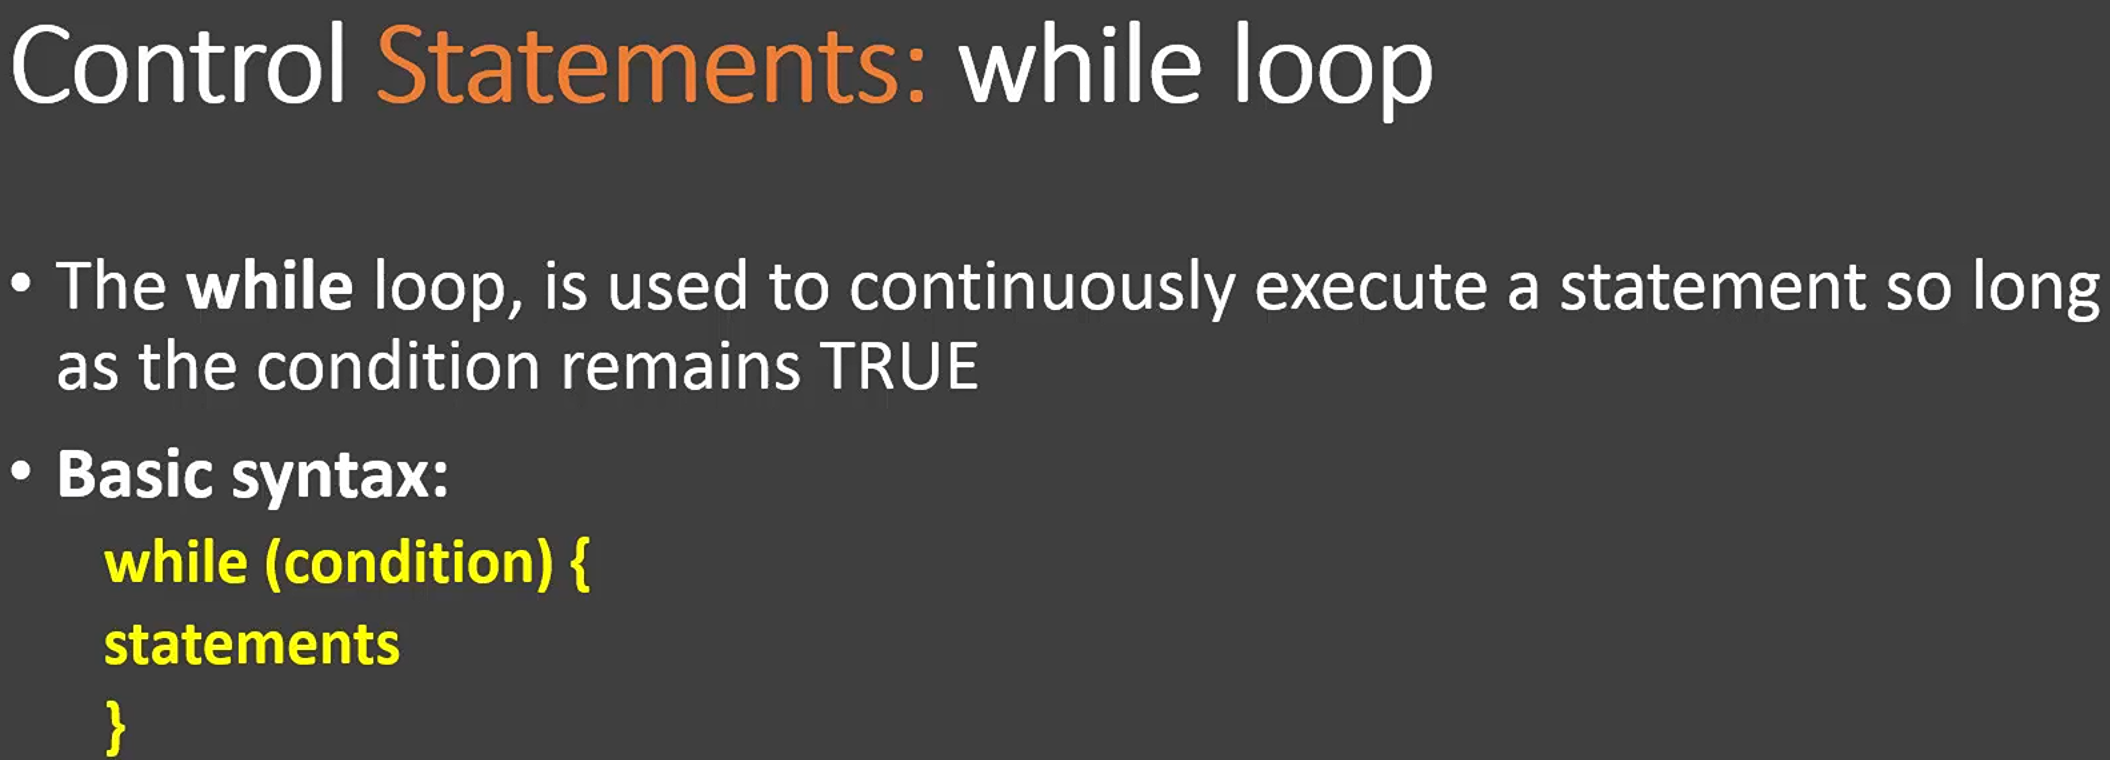 Control Statements: while loop
• The while loop, is used to continuously execute a statement so long
as the condition remains TRUE
• Basic syntax:
while (condition) {
statements
}